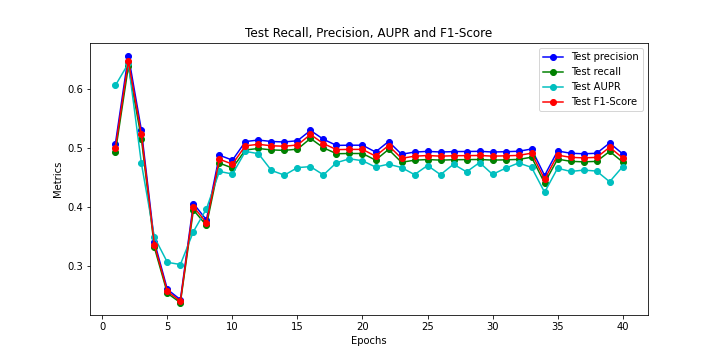 Test Recall, Precision, AUPR and F1-Score
Test precision
Test recall
Test AUPR
Test F1-Score
0.6
0.5
0.4
0.3
Metrics
0 5 10 15 20 25 30 35 40
Epochs